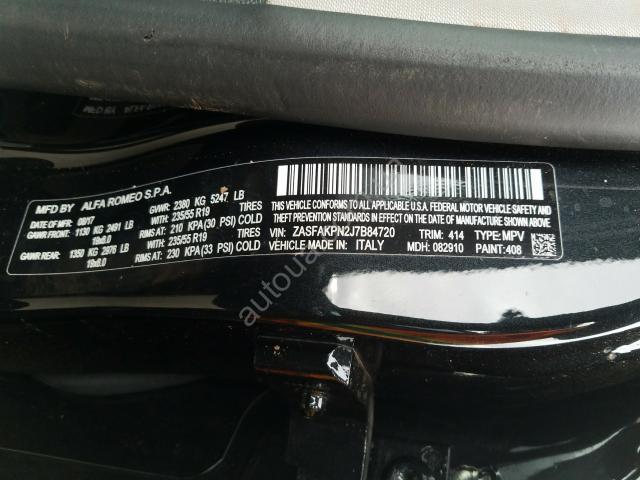 MFD BY ALFA ROMEO S.P.A.
DATE OF MFR: 08/17 GVWR: 2380 KG 5247 LB
GAWR FRONT: 1130 KG 2491 LB WITH: 235/55 R19 TIRES
19x8.0 RIMS AT: 210 KPA(30 PSI) COLD
GAWR REAR: 1350 KG 2976 LB WITH: 235/55 R19 TIRES
19x8.0 RIMS AT: 230 KPA(33 PSI) COLD
THIS VEHICLE CONFORMS TO ALL APPLICABLE U.S.A. FEDERAL MOTOR VEHICLE
SAFETY STANDARDS IN EFFECT ON THE DATE OF MANUFACTURE SHOWN ABOVE.
VIN: ZASFAKPN2J7B84720 TRIM: 414 TYPE: MPV
VEHICLE MADE IN: ITALY MDH: 082910 PAINT: 408